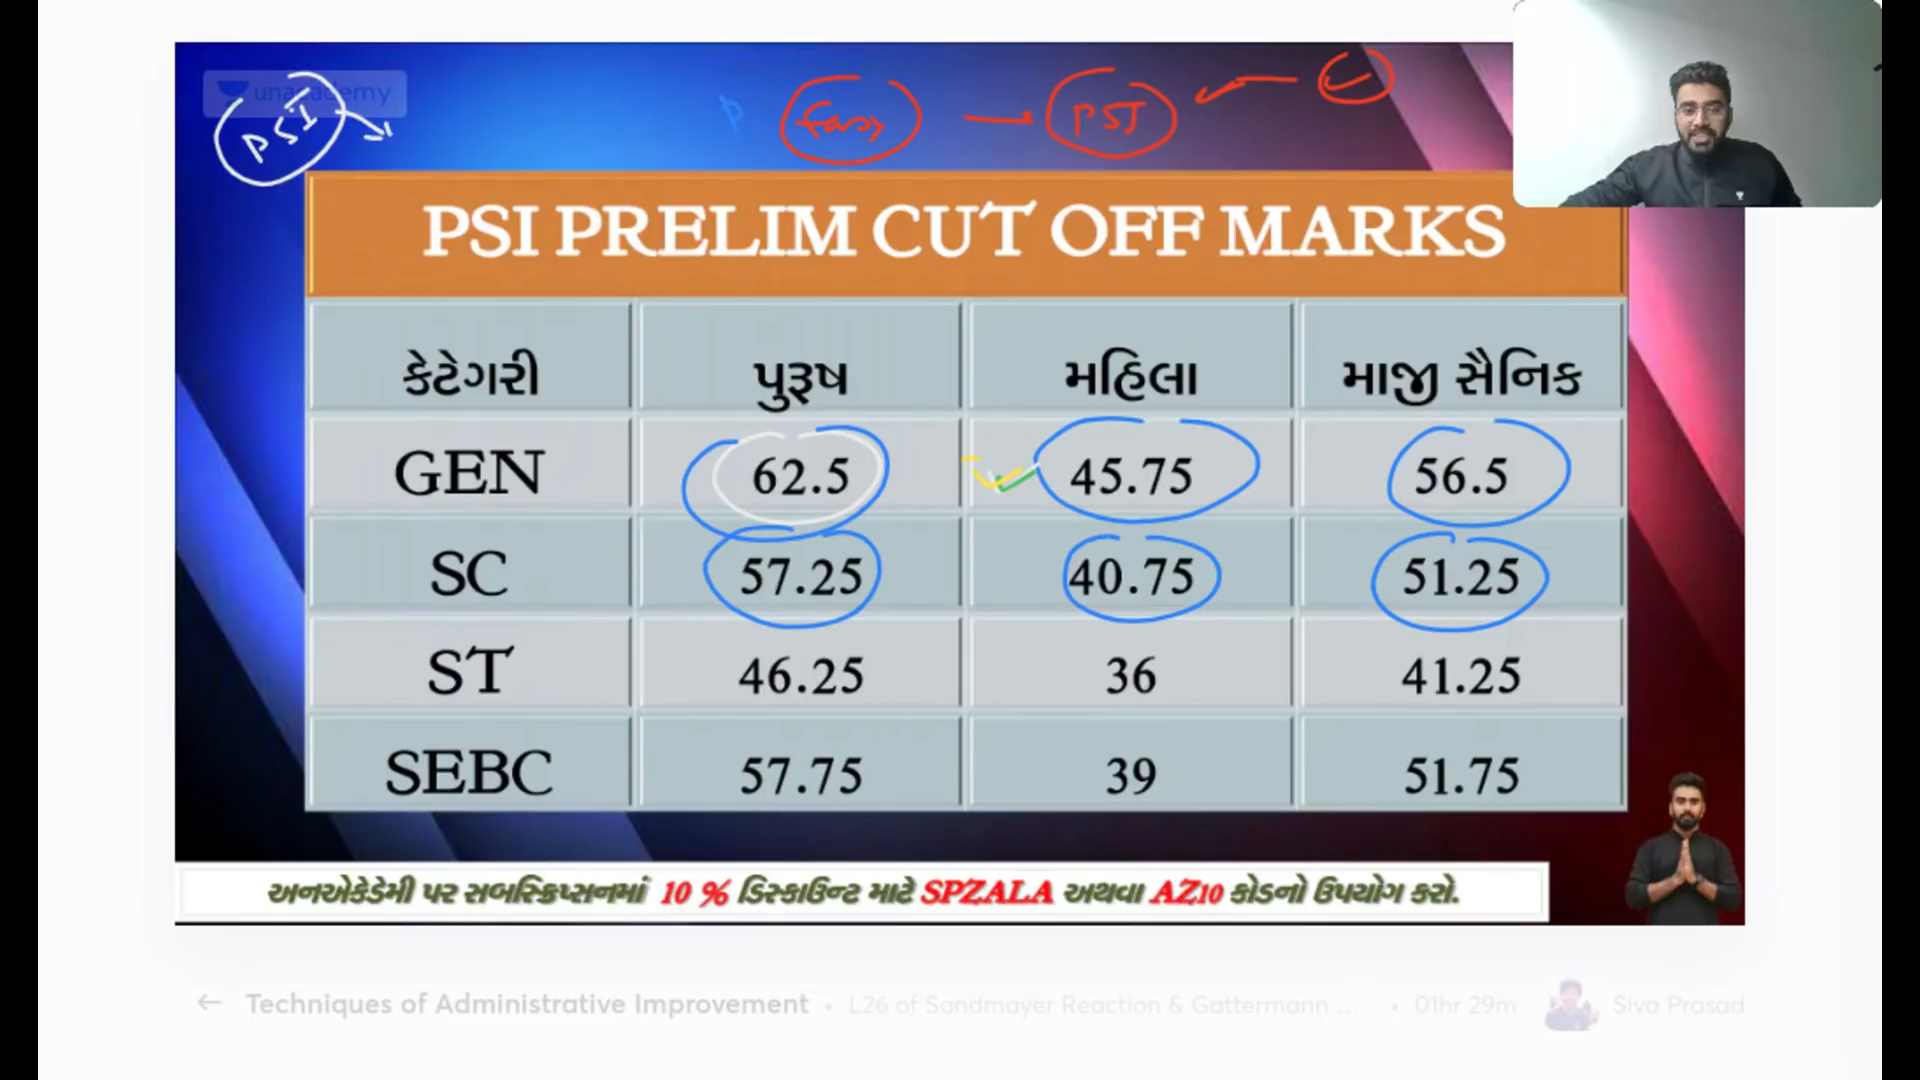 unacademy
PSI
PSI
PSI PRELIM CUT OFF MARKS
કેટેગરી પુરૂષ મહિલા માજી સૈનિક
GEN 62.5 45.75 56.5
SC 57.25 40.75 51.25
ST 46.25 36 41.25
SEBC 57.75 39 51.75
અનએકેડેમી પર સબસ્ક્રિપ્સનમાં 10 % ડિસ્કાઉન્ટ માટે SPZALA અથવા AZ10 કોડનો ઉપયોગ કરો.
← Techniques of Administrative Improvement • L26 of Sandmayer Reaction & Gattermann ... • 01hr 29m Siva Prasad